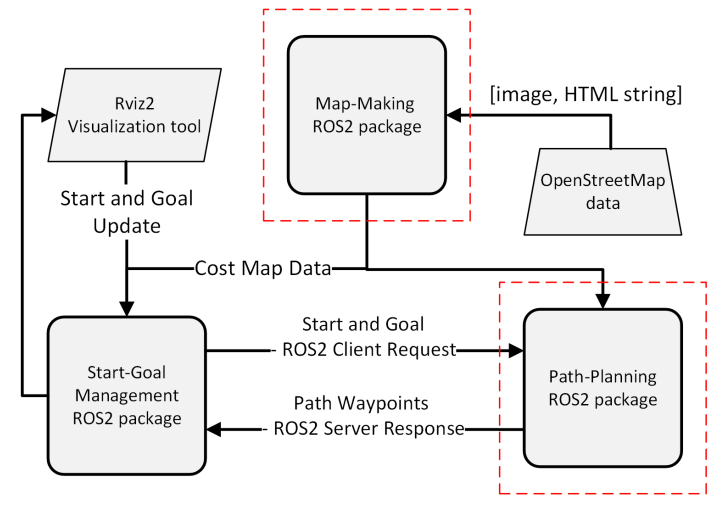 Rviz2
Visualization tool
Map-Making
ROS2 package
[image, HTML string]
OpenStreetMap
data
Start and Goal
Update
Cost Map Data
Start and Goal
- ROS2 Client Request
Start-Goal
Management
ROS2 package
Path-Planning
ROS2 package
Path Waypoints
- ROS2 Server Response